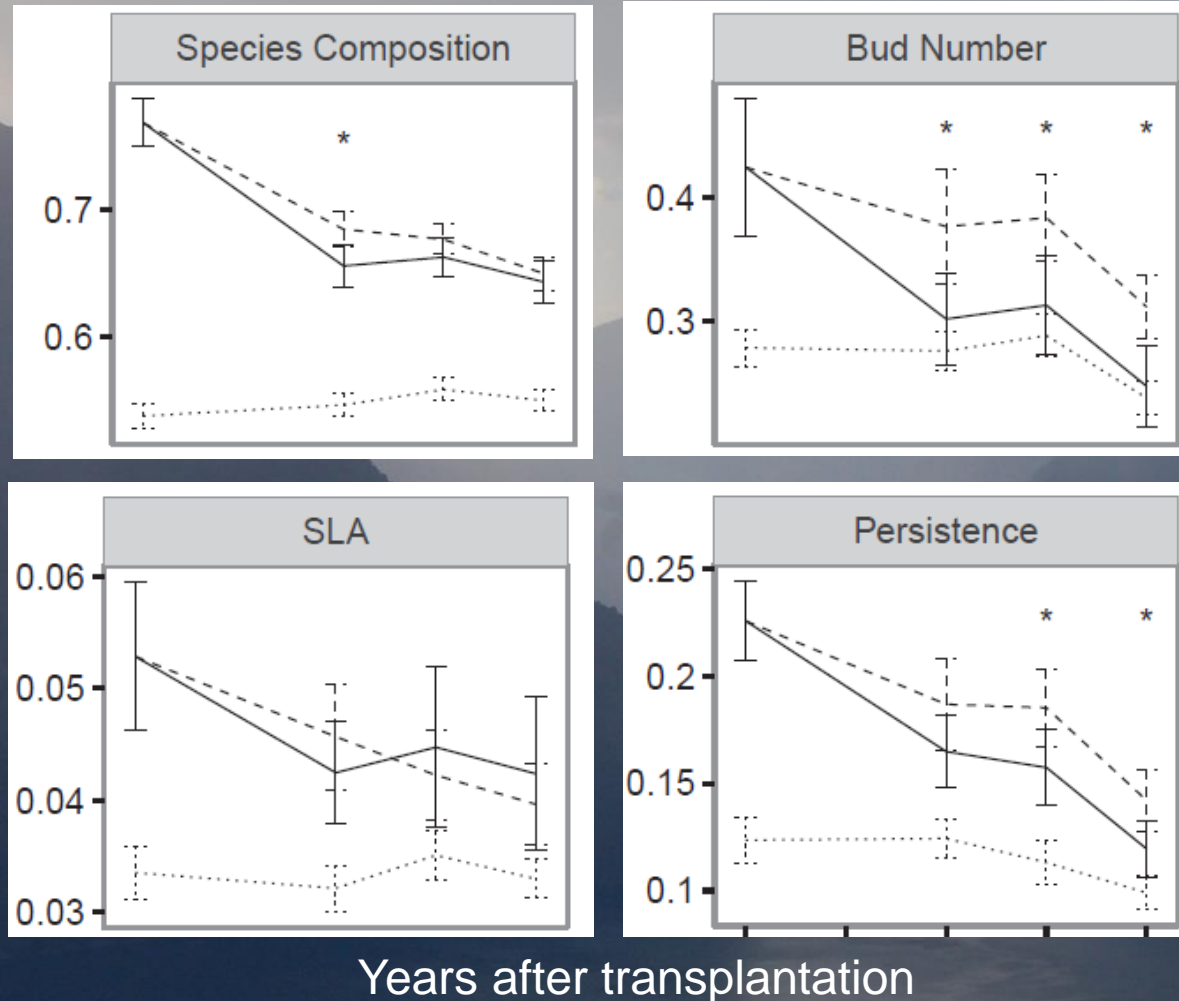 Species Composition
*
0.7
0.6
Bud Number
* * *
0.4
0.3
SLA
0.06
0.05
0.04
0.03
Persistence
0.25
* *
0.2
0.15
0.1
Years after transplantation